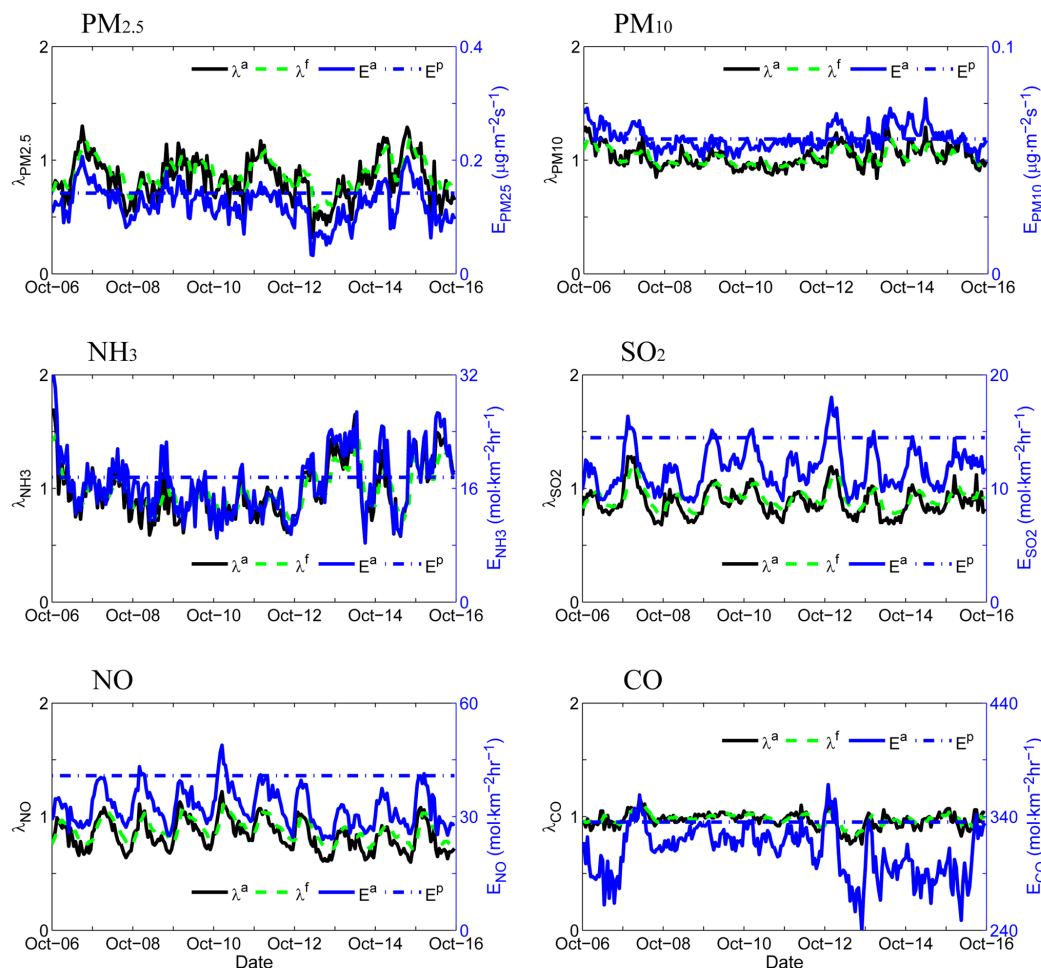 PM2.5
PM10
2
0.4
2
0.1
λᵃ λᶠ Eᵃ Eᵖ
λᵃ λᶠ Eᵃ Eᵖ
λPM2.5
1
0.2
EPM25 (μg·m−2s−1)
λPM10
1
0.05
EPM10 (μg·m−2s−1)
0
0
0
0
Oct−06 Oct−08 Oct−10 Oct−12 Oct−14 Oct−16
Oct−06 Oct−08 Oct−10 Oct−12 Oct−14 Oct−16
NH3
SO2
2
32
2
20
λNH3
1
16
ENH3 (mol·km−2hr−1)
λSO2
1
10
ESO2 (mol·km−2hr−1)
λᵃ λᶠ Eᵃ Eᵖ
λᵃ λᶠ Eᵃ Eᵖ
0
0
0
0
Oct−06 Oct−08 Oct−10 Oct−12 Oct−14 Oct−16
Oct−06 Oct−08 Oct−10 Oct−12 Oct−14 Oct−16
NO
CO
2
60
2
440
λᵃ λᶠ Eᵃ Eᵖ
λNO
1
30
ENO (mol·km−2hr−1)
λCO
1
340
ECO (mol·km−2hr−1)
λᵃ λᶠ Eᵃ Eᵖ
0
0
0
240
Oct−06 Oct−08 Oct−10 Oct−12 Oct−14 Oct−16
Oct−06 Oct−08 Oct−10 Oct−12 Oct−14 Oct−16
Date
Date